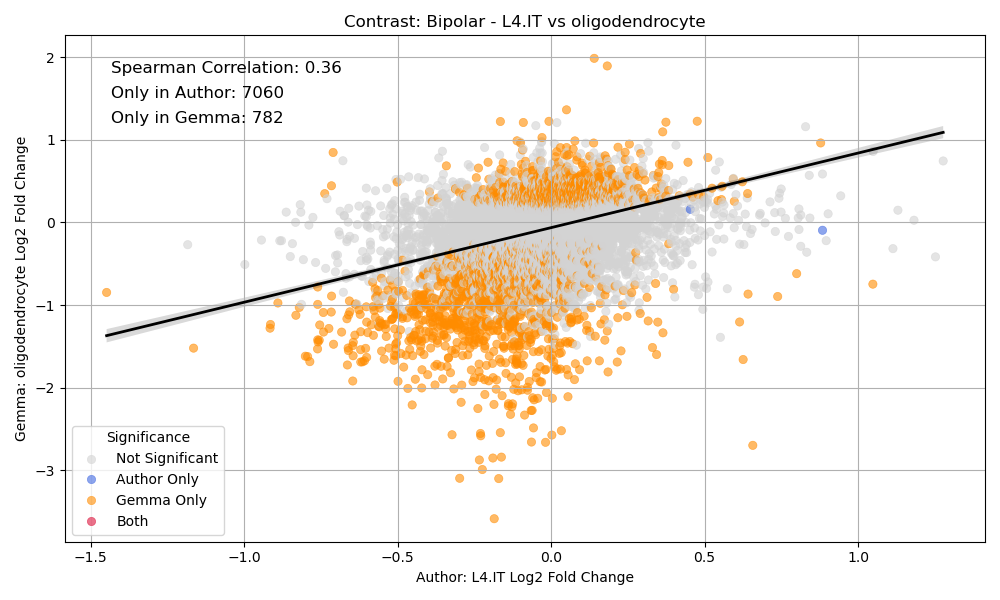 Contrast: Bipolar - L4.IT vs oligodendrocyte
Spearman Correlation: 0.36
Only in Author: 7060
Only in Gemma: 782
Gemma: oligodendrocyte Log2 Fold Change
2
1
0
−1
−2
−3
Significance
Not Significant
Author Only
Gemma Only
Both
−1.5
−1.0
−0.5
0.0
0.5
1.0
Author: L4.IT Log2 Fold Change